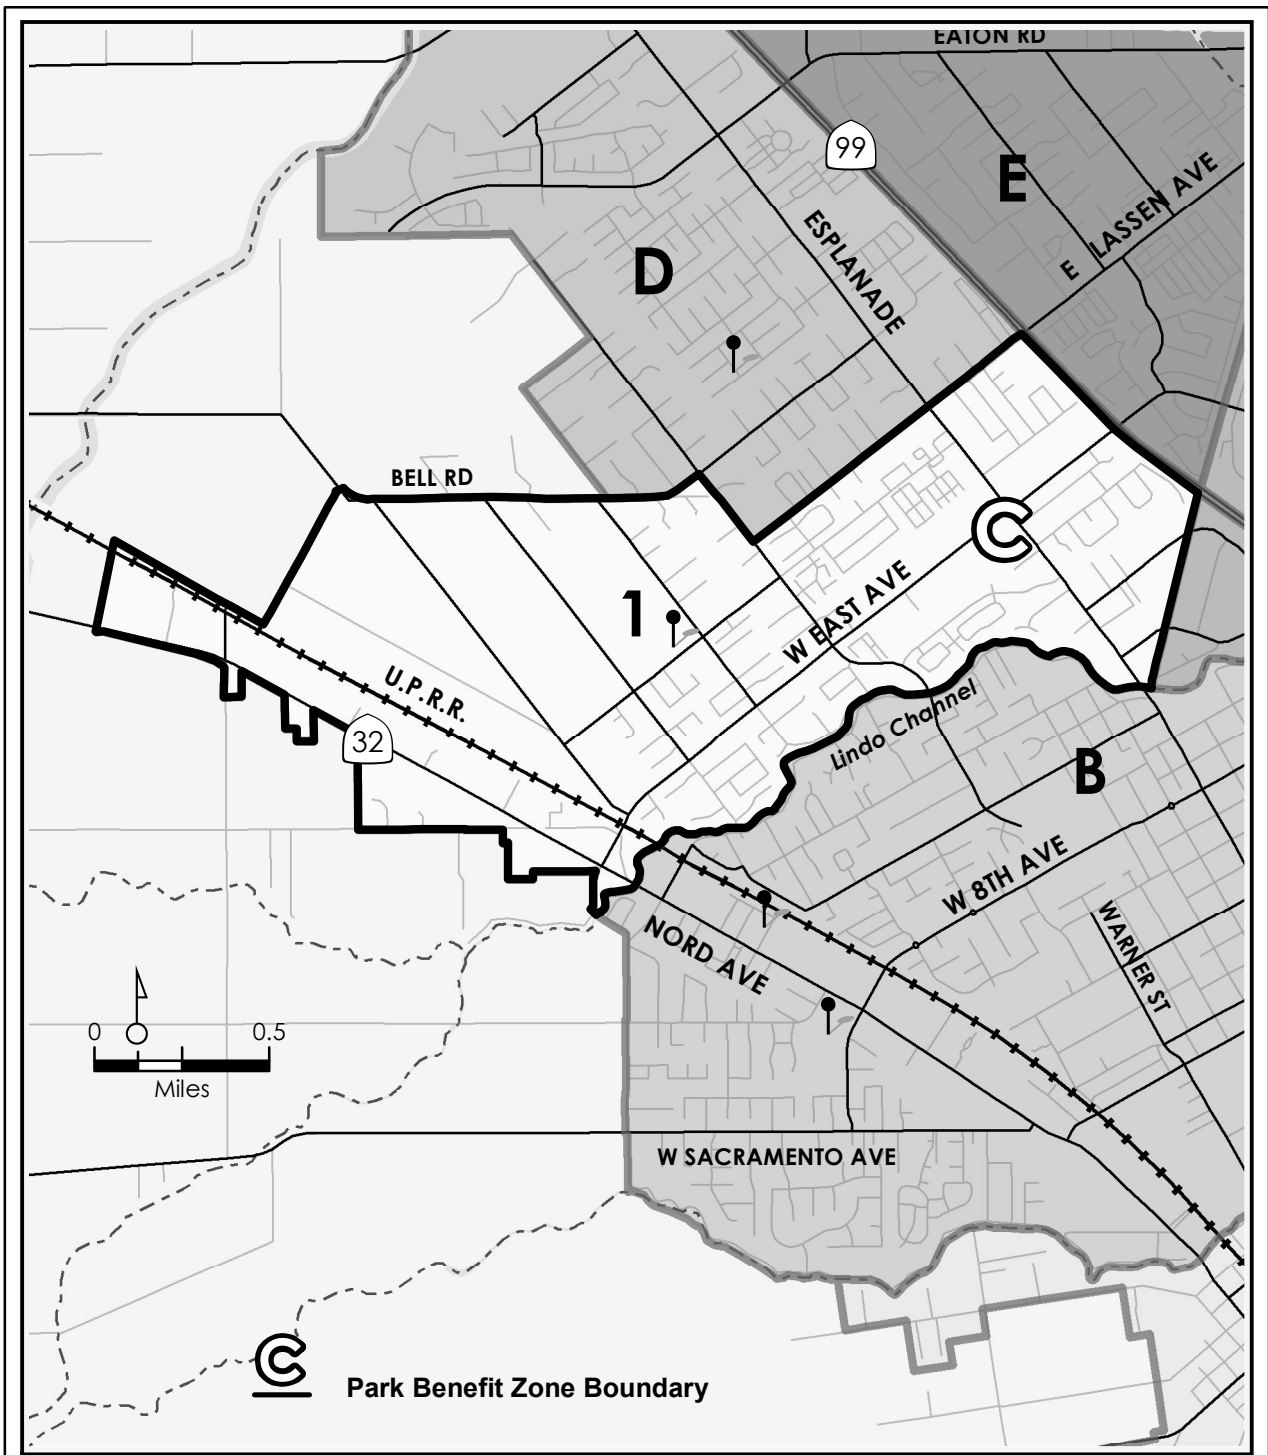 EATON RD
99
E
E LASSEN AVE
ESPLANADE
D
BELL RD
C
1
W EAST AVE
U.P.R.R.
32
Lindo Channel
B
W 8TH AVE
WARNER ST
NORD AVE
0 0.5
Miles
W SACRAMENTO AVE
C Park Benefit Zone Boundary